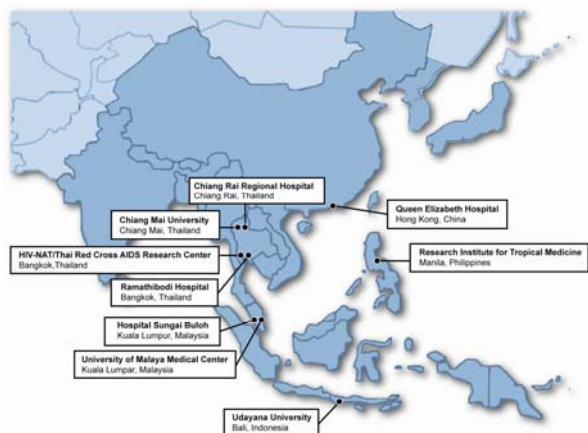 Chiang Rai Regional Hospital
Chiang Rai, Thailand
Chiang Mai University
Chiang Mai, Thailand
Queen Elizabeth Hospital
Hong Kong, China
HIV-NAT/Thai Red Cross AIDS Research Center
Bangkok,Thailand
Research Institute for Tropical Medicine
Manila, Philippines
Ramathibodi Hospital
Bangkok, Thailand
Hospital Sungai Buloh
Kuala Lumpur, Malaysia
University of Malaya Medical Center
Kuala Lumpar, Malaysia
Udayana University
Bali, Indonesia